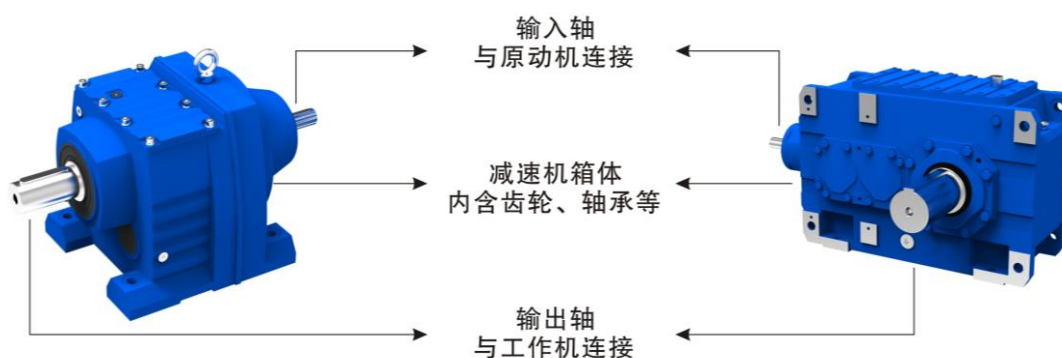 输入轴
与原动机连接
减速机箱体
内含齿轮、轴承等
输出轴
与工作机连接